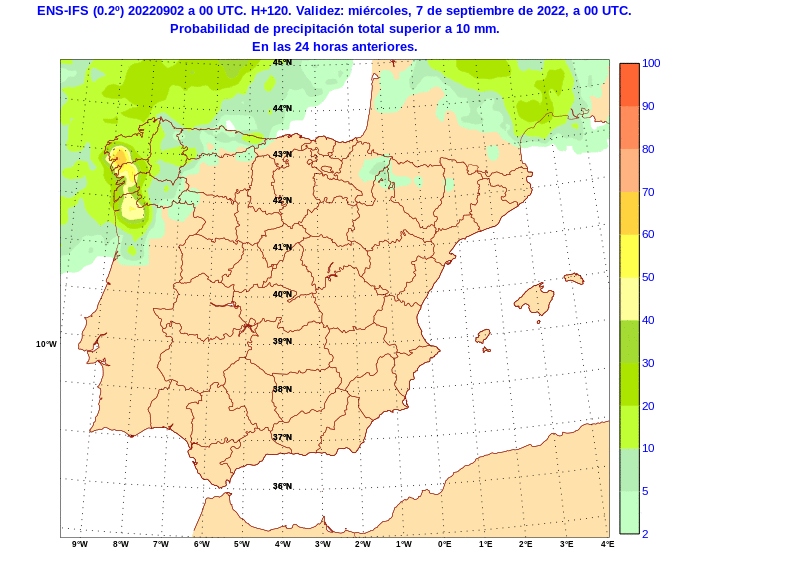 ENS-IFS (0.2º) 20220902 a 00 UTC. H+120. Validez: miércoles, 7 de septiembre de 2022, a 00 UTC.
Probabilidad de precipitación total superior a 10 mm.
En las 24 horas anteriores.
45ºN
44ºN
43ºN
42ºN
41ºN
40ºN
39ºN
38ºN
37ºN
36ºN
10ºW
9ºW 8ºW 7ºW 6ºW 5ºW 4ºW 3ºW 2ºW 1ºW 0ºE 1ºE 2ºE 3ºE 4ºE
100
90
80
70
60
50
40
30
20
10
5
2